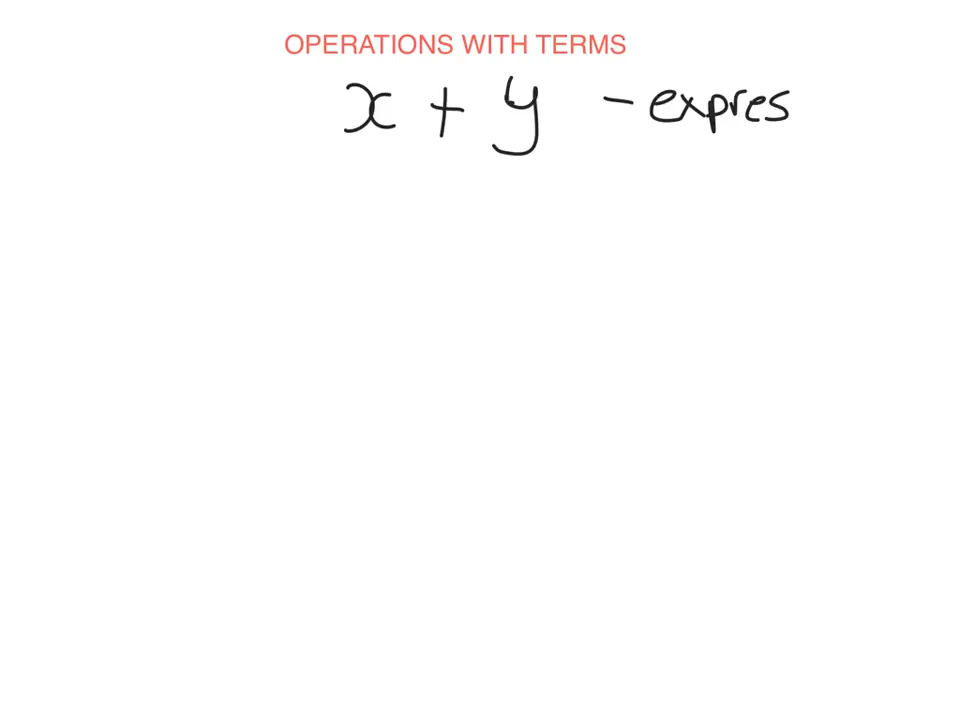 OPERATIONS WITH TERMS
x + y - expres